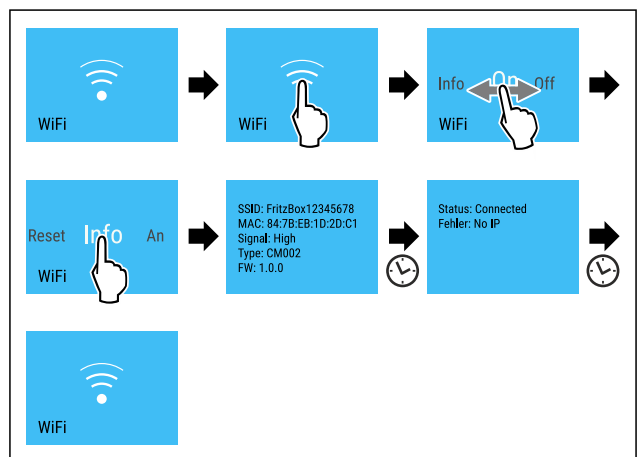 WiFi
WiFi
Info On Off
WiFi
Reset Info An
WiFi
SSID: FritzBox12345678
MAC: 84:7B:EB:1D:2D:C1
Signal: High
Type: CM002
FW: 1.0.0
Status: Connected
Fehler: No IP
WiFi